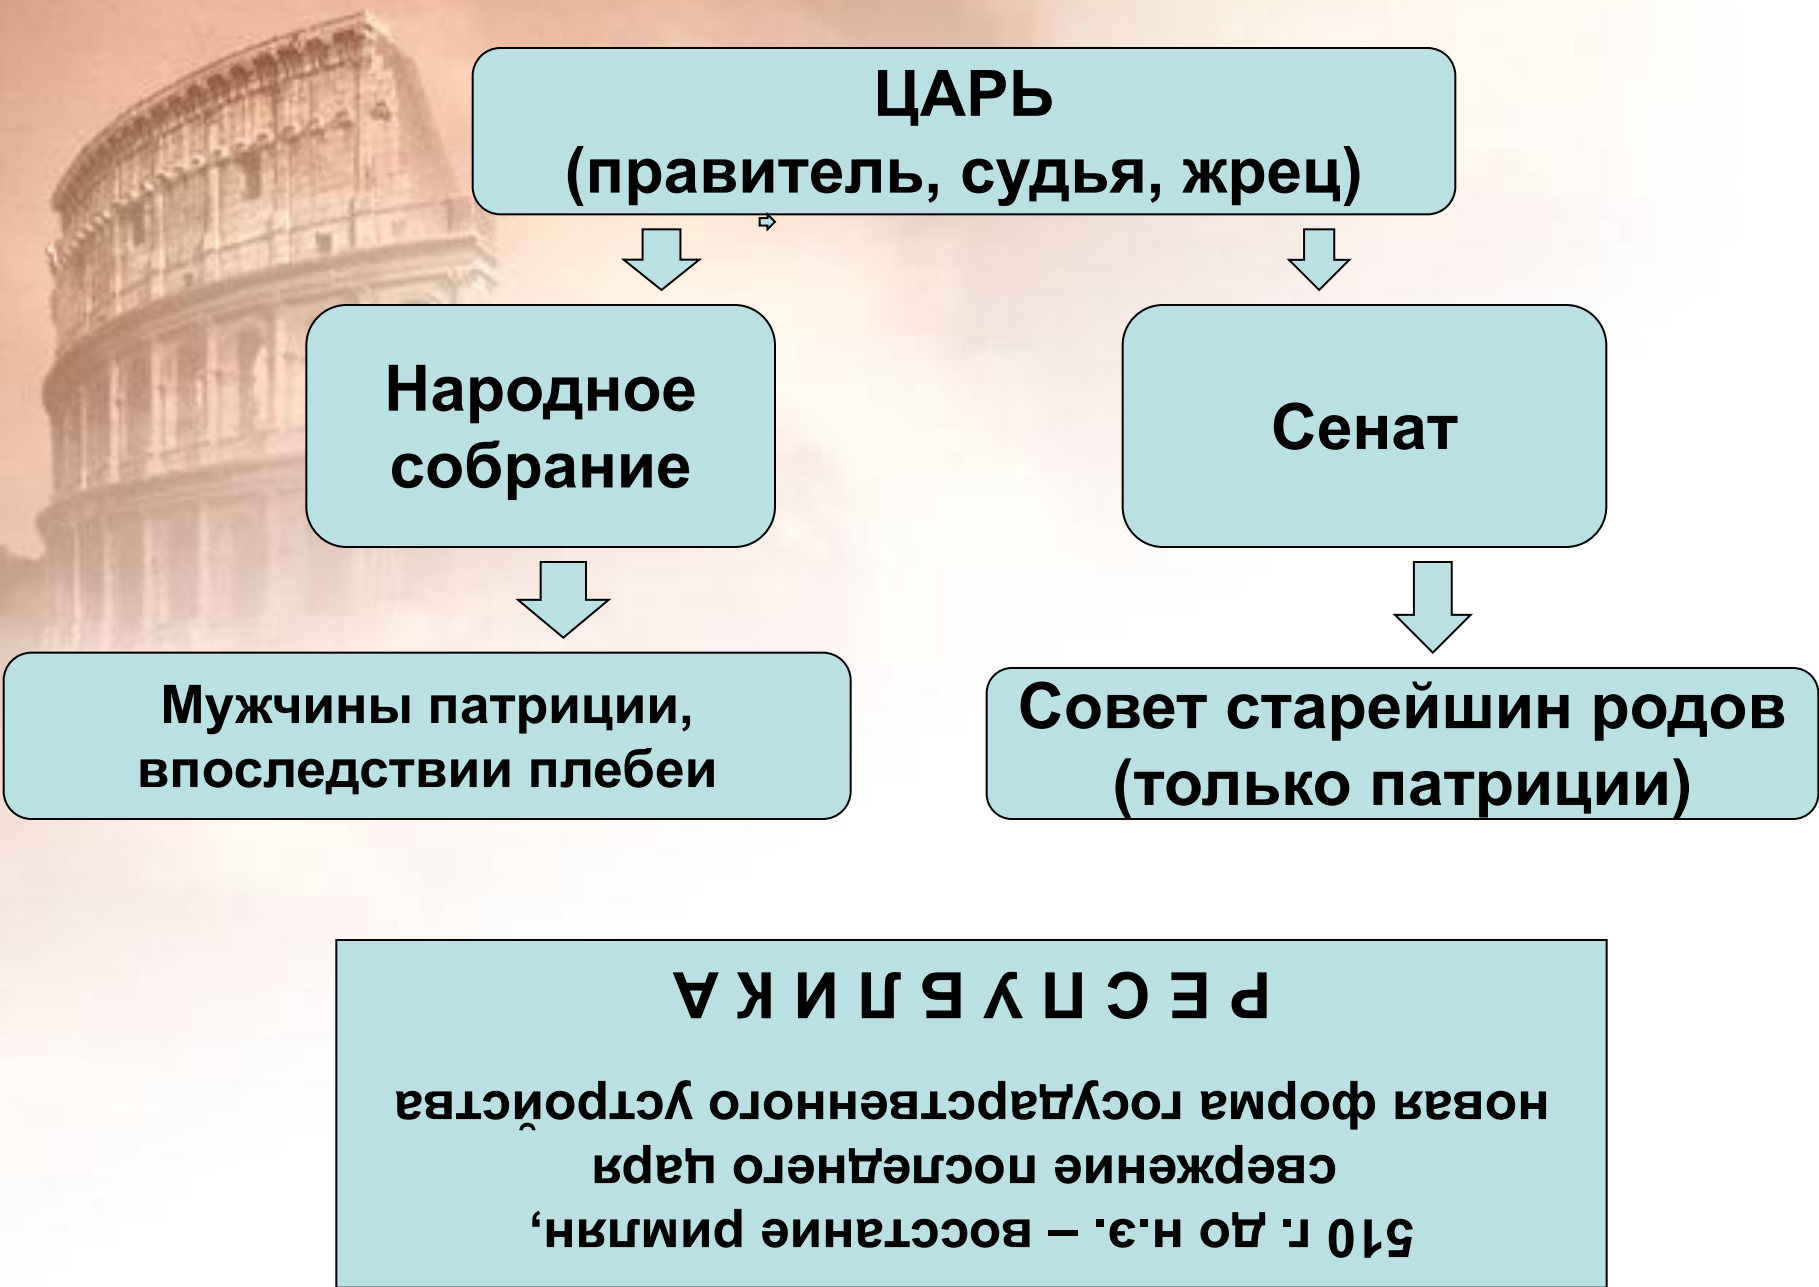 ЦАРЬ
(правитель, судья, жрец)
Народное
собрание
Сенат
Мужчины патриции,
впоследствии плебеи
Совет старейшин родов
(только патриции)
510 г. до н.э. – восстание римлян,
свержение последнего царя
новая форма государственного устройства
Р Е С П У Б Л И К А